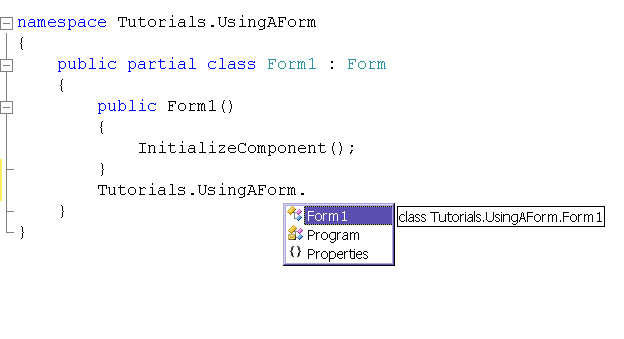 namespace Tutorials.UsingAForm
{
public partial class Form1 : Form
{
public Form1()
{
InitializeComponent();
}
Tutorials.UsingAForm.
}
Form1
class Tutorials.UsingAForm.Form1
Program
{} Properties
}